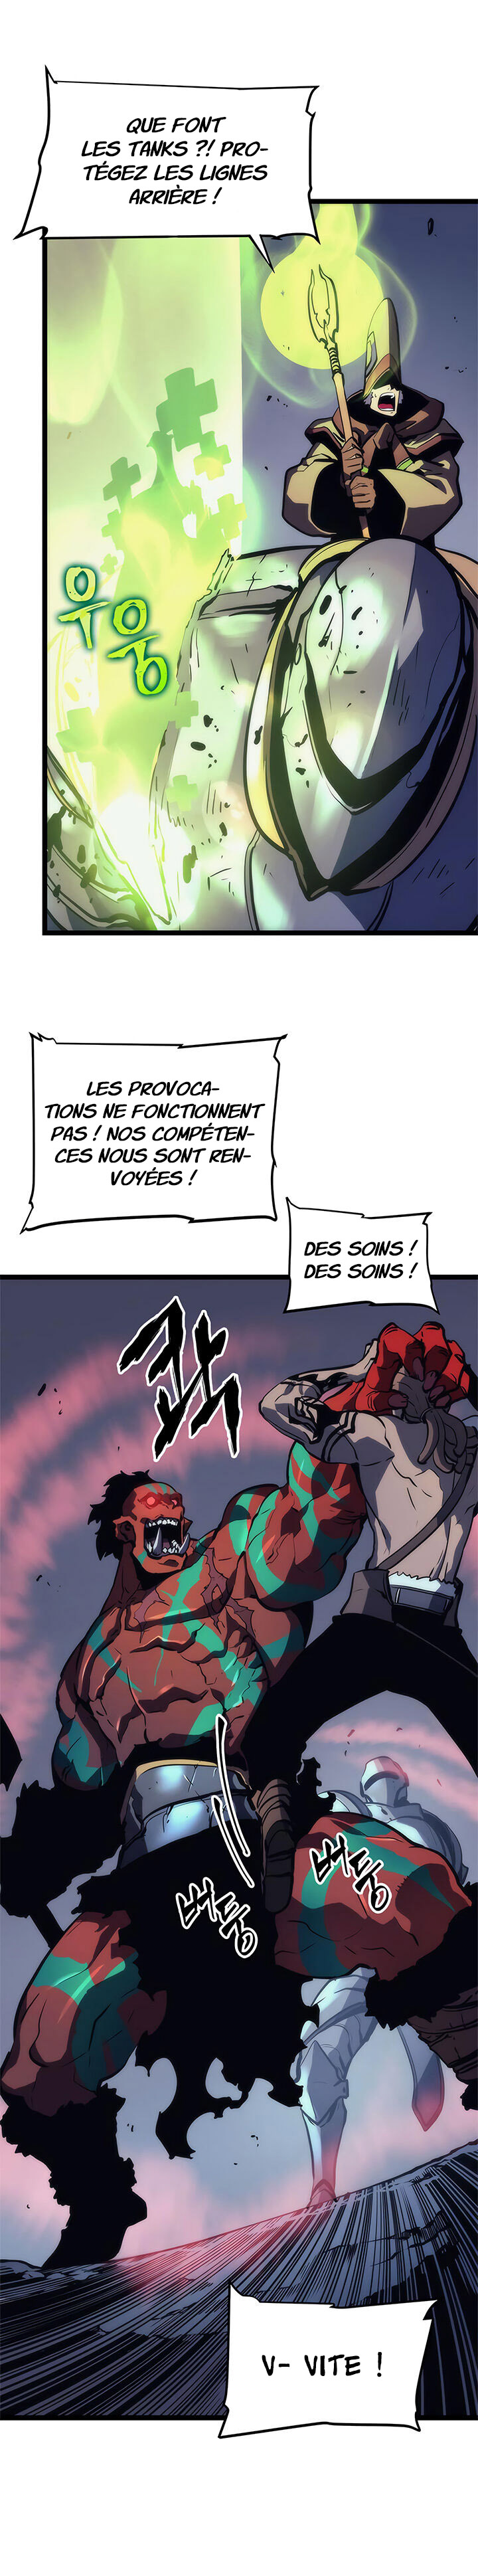 QUE FONT
LES TANKS ?! PRO-
TÉGEZ LES LIGNES
ARRIÈRE !
우웅
LES PROVOCA-
TIONS NE FONCTIONNENT
PAS ! NOS COMPÉTEN-
CES NOUS SONT REN-
VOYÉES !
DES SOINS !
DES SOINS !
콱
버둥
버둥
V- VITE !